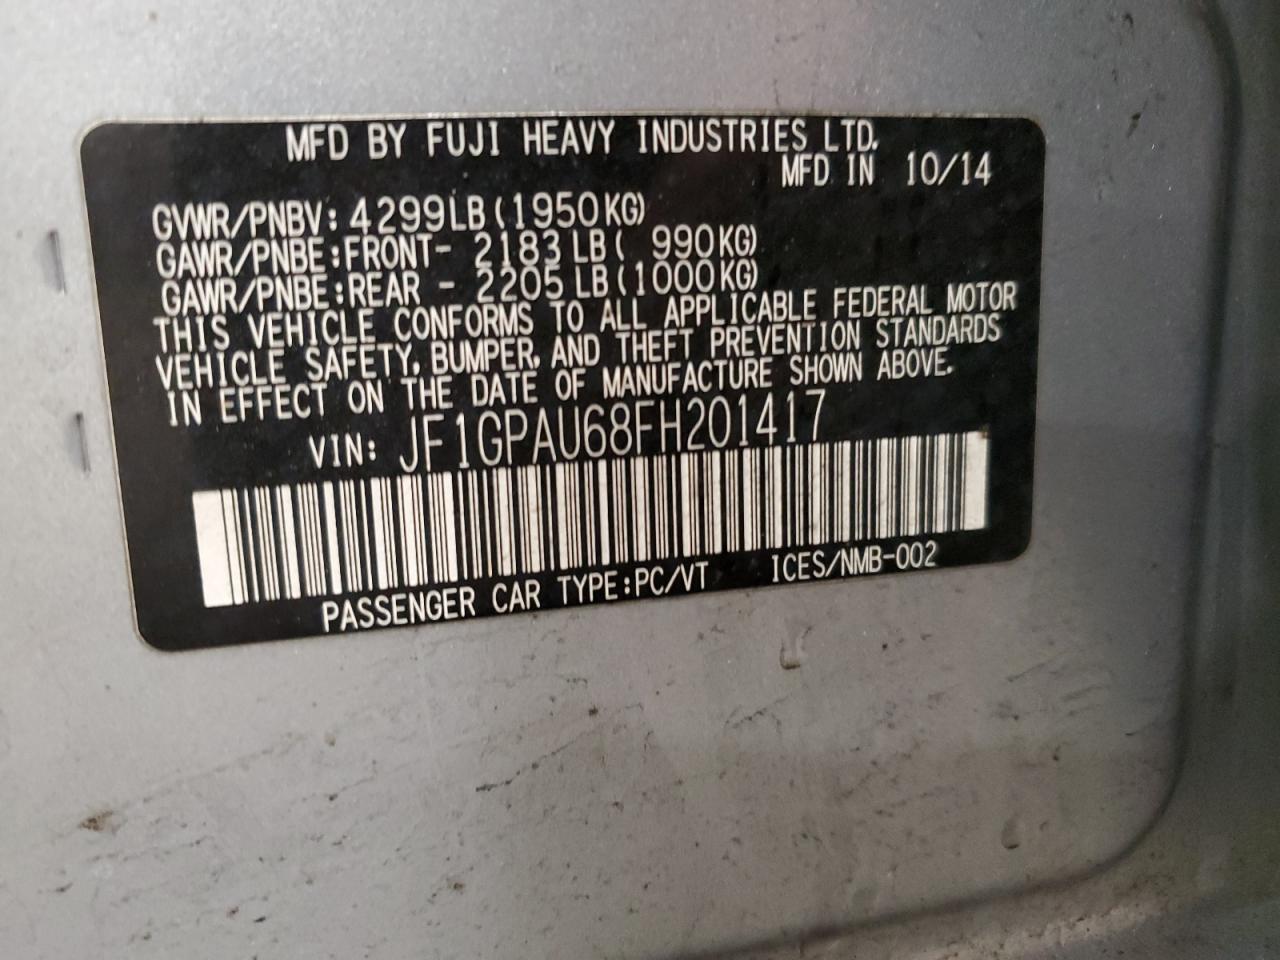 MFD BY FUJI HEAVY INDUSTRIES LTD.
MFD IN 10/14
GVWR/PNBV: 4299LB(1950KG)
GAWR/PNBE:FRONT- 2183 LB( 990KG)
GAWR/PNBE:REAR - 2205 LB(1000KG)
THIS VEHICLE CONFORMS TO ALL APPLICABLE FEDERAL MOTOR
VEHICLE SAFETY, BUMPER, AND THEFT PREVENTION STANDARDS
IN EFFECT ON THE DATE OF MANUFACTURE SHOWN ABOVE.
VIN: JF1GPAU68FH201417
PASSENGER CAR TYPE:PC/VT ICES/NMB-002